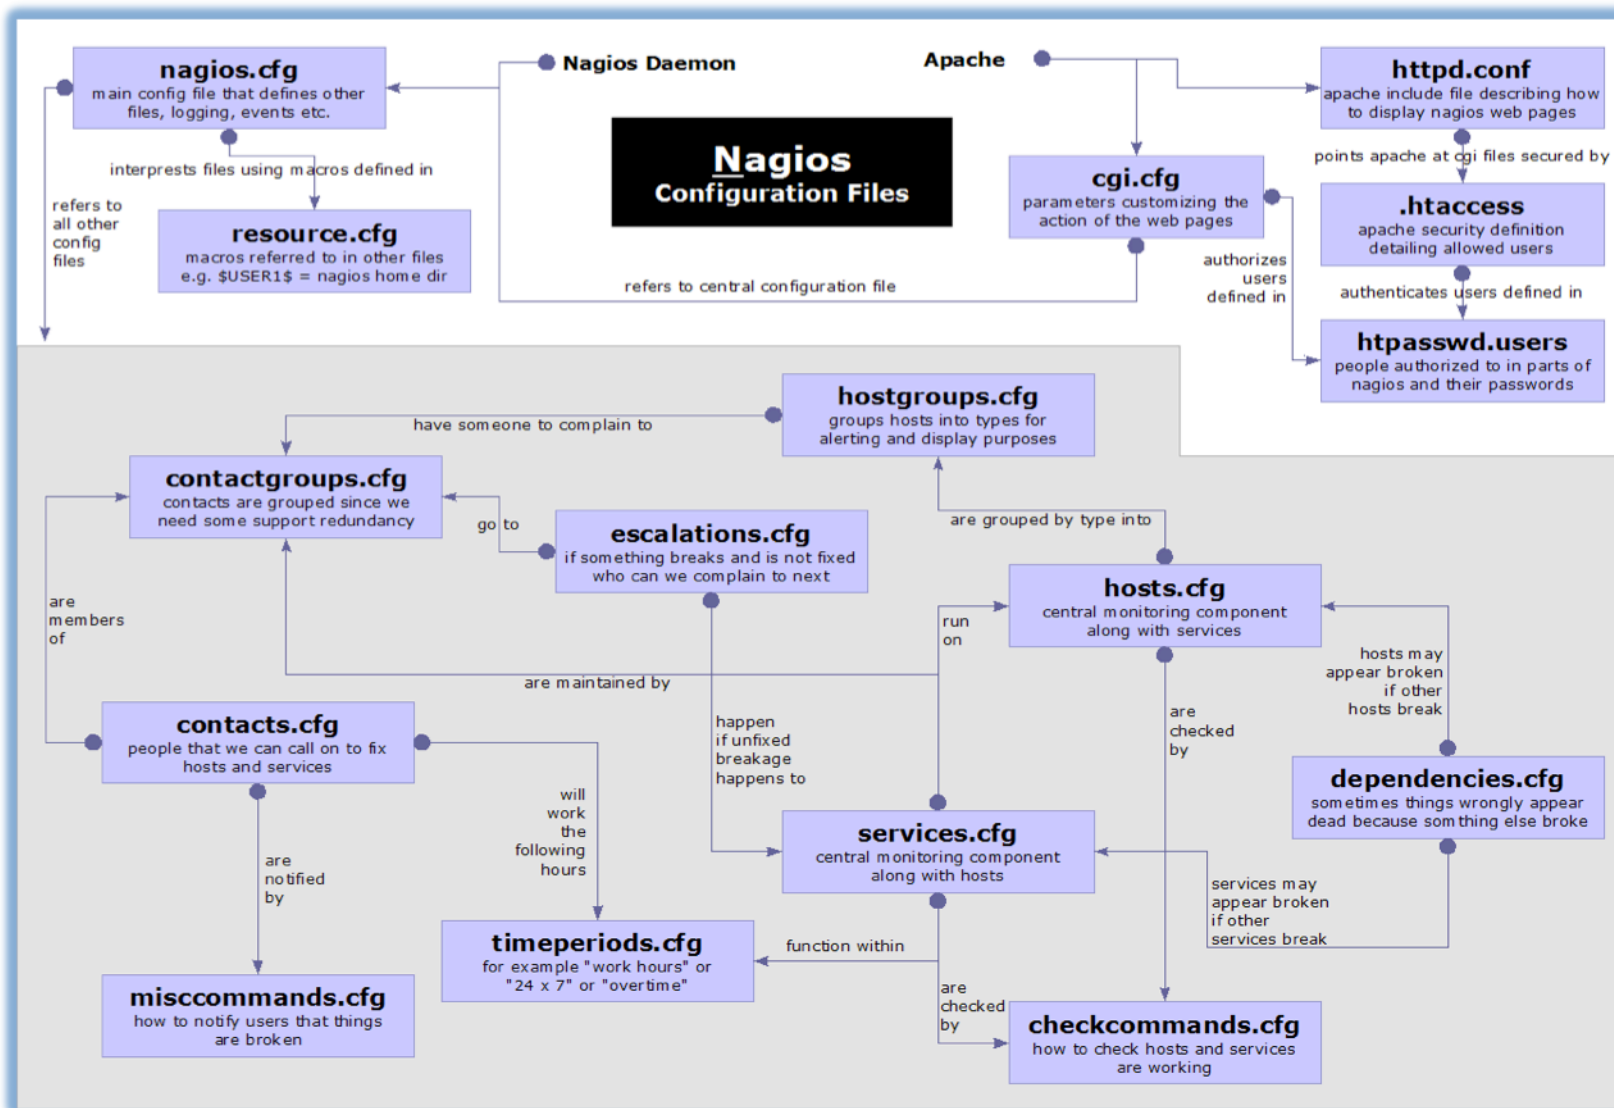 nagios.cfg
main config file that defines other
files, logging, events etc.
Nagios Daemon
Apache
httpd.conf
apache include file describing how
to display nagios web pages
interprests files using macros defined in
points apache at cgi files secured by
Nagios
Configuration Files
cgi.cfg
parameters customizing the
action of the web pages
refers to
all other
config
files
resource.cfg
macros referred to in other files
e.g. $USER1$ = nagios home dir
.htaccess
apache security definition
detailing allowed users
refers to central configuration file
authorizes
users
defined in
authenticates users defined in
htpasswd.users
people authorized to in parts of
nagios and their passwords
hostgroups.cfg
groups hosts into types for
alerting and display purposes
have someone to complain to
contactgroups.cfg
contacts are grouped since we
need some support redundancy
go to
escalations.cfg
if something breaks and is not fixed
who can we complain to next
are grouped by type into
hosts.cfg
central monitoring component
along with services
are
members
of
run
on
are maintained by
hosts may
appear broken
if other
hosts break
contacts.cfg
people that we can call on to fix
hosts and services
happen
if unfixed
breakage
happens to
are
checked
by
dependencies.cfg
sometimes things wrongly appear
dead because somthing else broke
will
work
the
following
hours
services.cfg
central monitoring component
along with hosts
are
notified
by
services may
appear broken
if other
services break
timeperiods.cfg
for example "work hours" or
"24 x 7" or "overtime"
function within
misccommands.cfg
how to notify users that things
are broken
are
checked
by
checkcommands.cfg
how to check hosts and services
are working